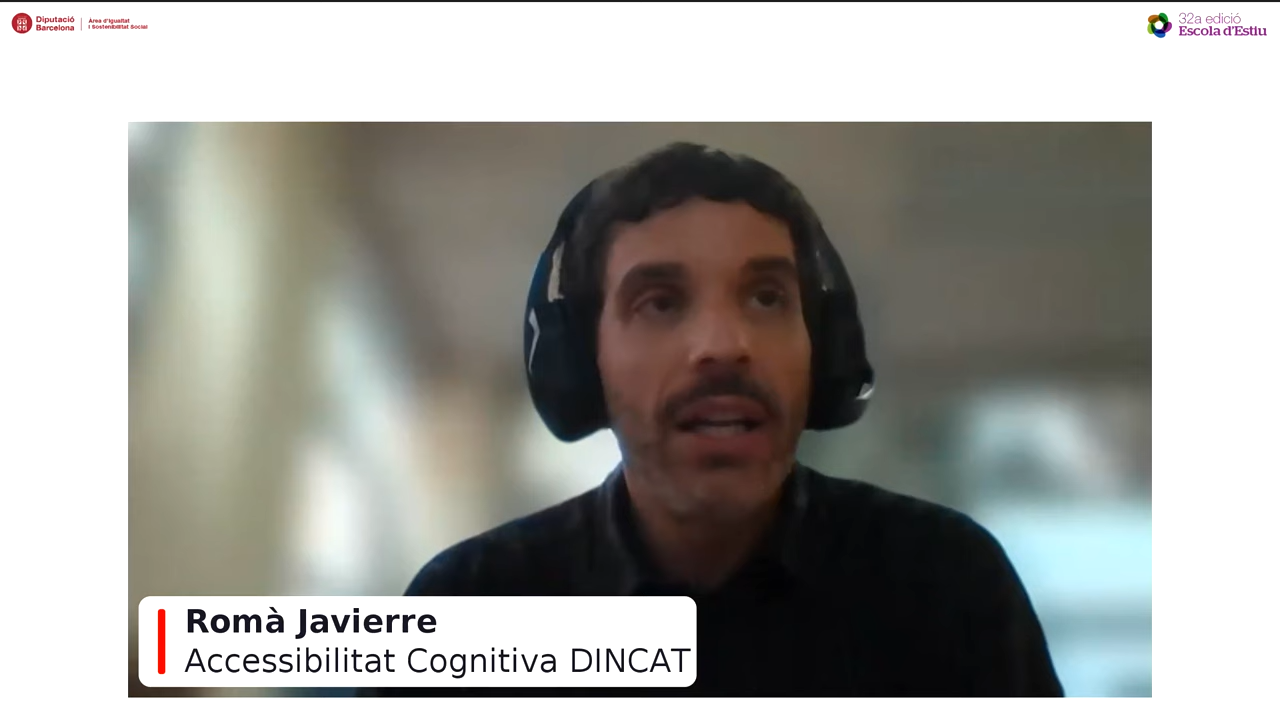 Diputació
Barcelona
Àrea d'Igualtat
i Sostenibilitat Social
32a edició
Escola d'Estiu
Romà Javierre
Accessibilitat Cognitiva DINCAT